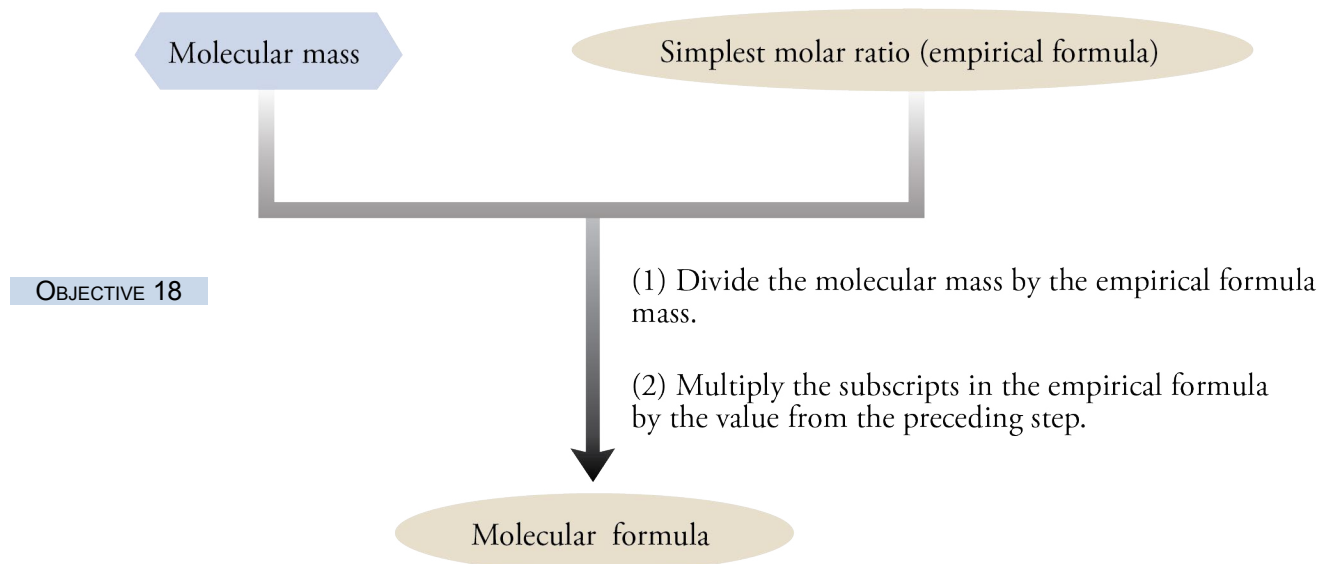 Molecular mass
Simplest molar ratio (empirical formula)
OBJECTIVE 18
(1) Divide the molecular mass by the empirical formula
mass.
(2) Multiply the subscripts in the empirical formula
by the value from the preceding step.
Molecular formula